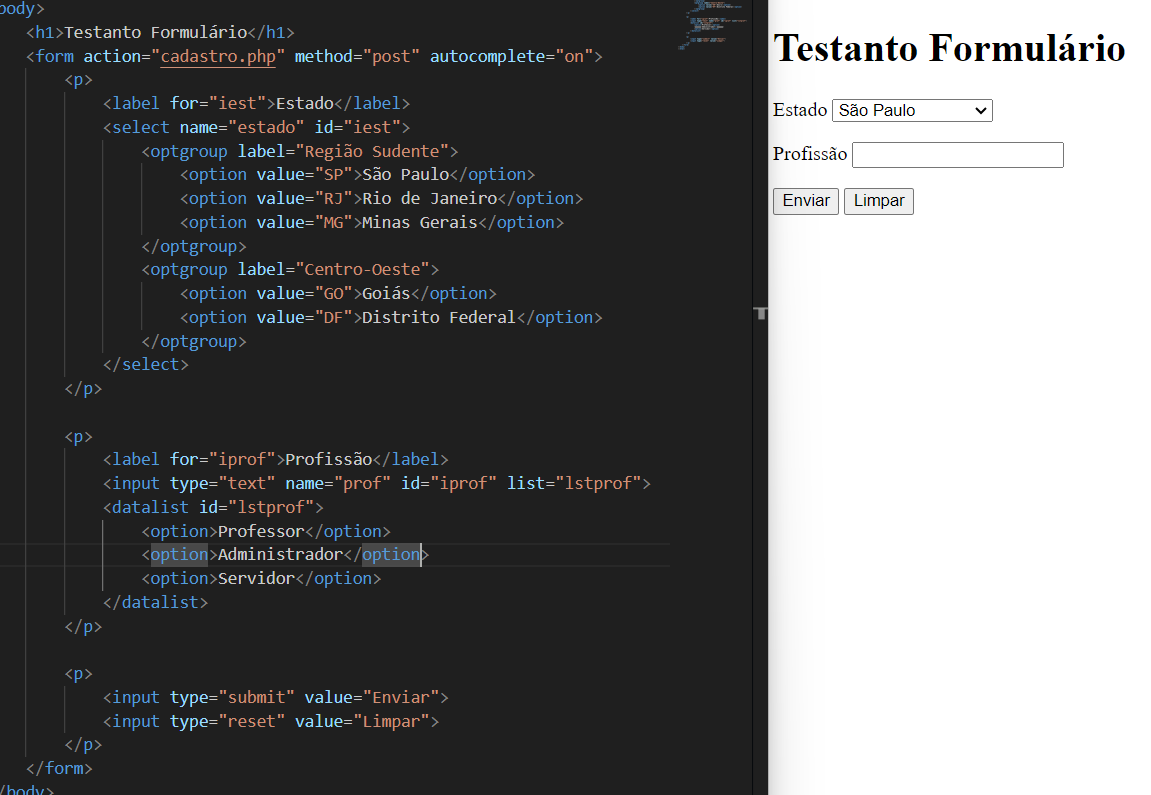 body>
<h1>Testanto Formulário</h1>
<form action="cadastro.php" method="post" autocomplete="on">
<p>
<label for="iest">Estado</label>
<select name="estado" id="iest">
<optgroup label="Região Sudente">
<option value="SP">São Paulo</option>
<option value="RJ">Rio de Janeiro</option>
<option value="MG">Minas Gerais</option>
</optgroup>
<optgroup label="Centro-Oeste">
<option value="GO">Goiás</option>
<option value="DF">Distrito Federal</option>
</optgroup>
</select>
</p>
<p>
<label for="iprof">Profissão</label>
<input type="text" name="prof" id="iprof" list="lstprof">
<datalist id="lstprof">
<option>Professor</option>
<option>Administrador</option>
<option>Servidor</option>
</datalist>
</p>
<p>
<input type="submit" value="Enviar">
<input type="reset" value="Limpar">
</p>
</form>
/body>
Testanto Formulário
Estado São Paulo
Profissão
Enviar Limpar